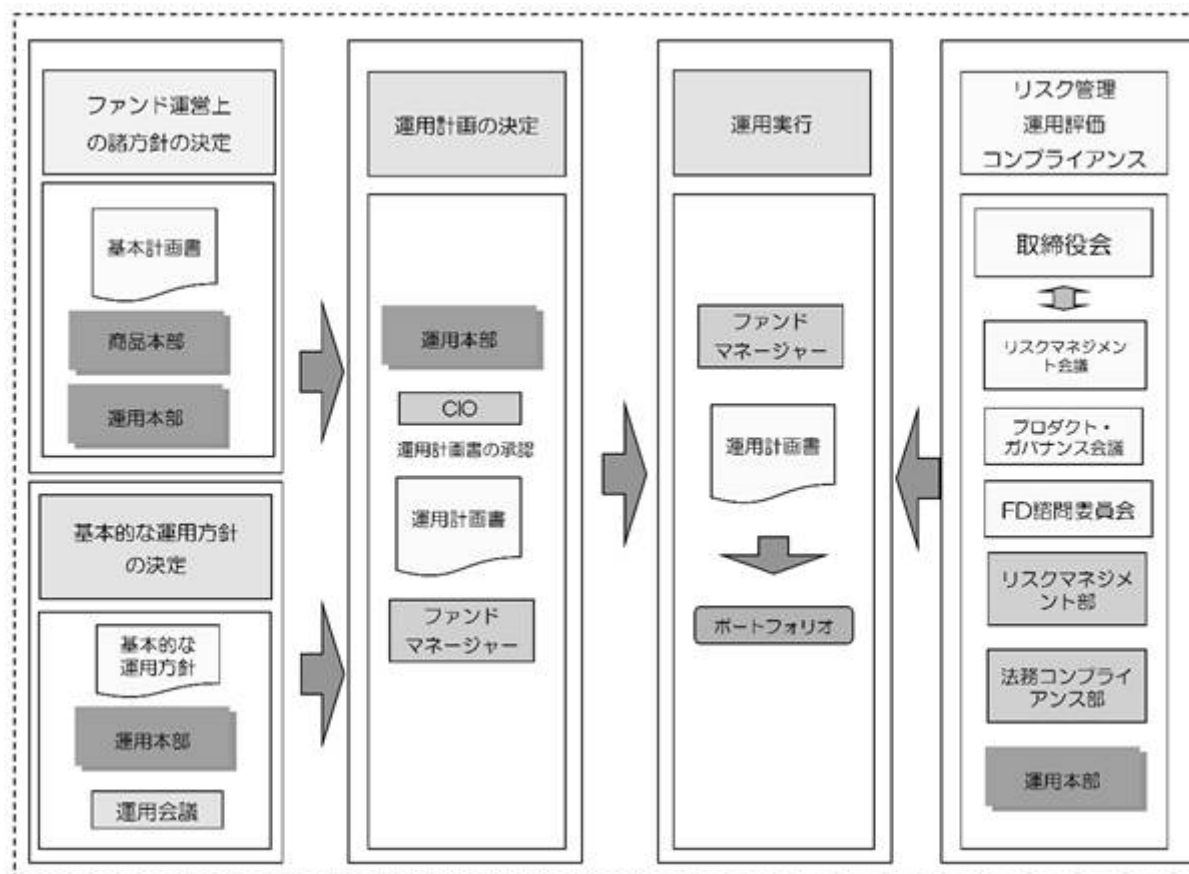 ファンド運営上
の諸方針の決定
基本計画書
商品本部
運用本部
基本的な運用方針
の決定
基本的な
運用方針
運用本部
運用会議
運用計画の決定
運用本部
CIO
運用計画書の承認
運用計画書
ファンド
マネージャー
運用実行
ファンド
マネージャー
運用計画書
ポートフォリオ
リスク管理
運用評価
コンプライアンス
取締役会
リスクマネジメン
ト会議
プロダクト・
ガバナンス会議
FD諮問委員会
リスクマネジメ
ント部
法務コンプライ
アンス部
運用本部